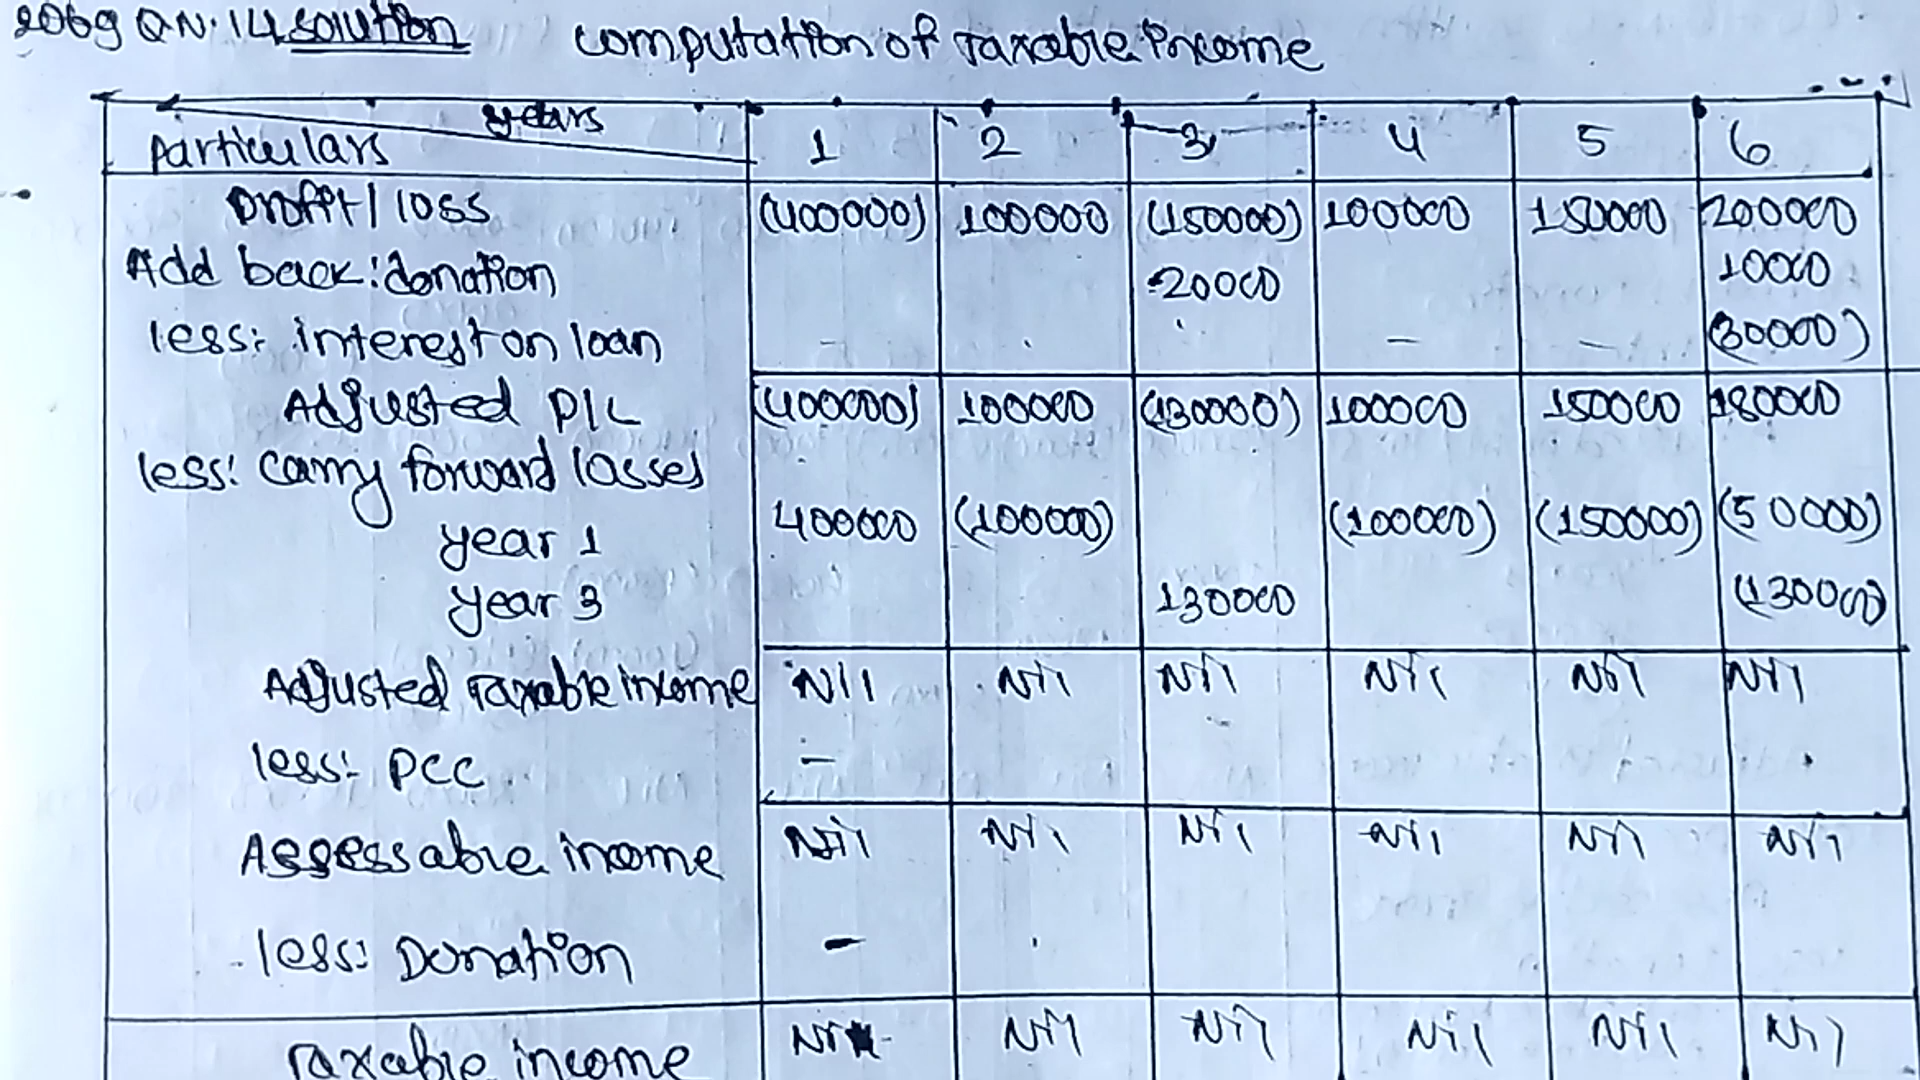 2069 QN. 14 solution computation of Taxable Income
years
particulars 1 2 3 4 5 6
profit / loss (400000) 100000 (150000) 100000 150000 200000
Add back: donation 20000 10000
less: interest on loan - - - (30000)
Adjusted P/L (400000) 100000 (130000) 100000 150000 180000
less: carry forward losses
year 1 400000 (100000) (100000) (150000) (50000)
year 3 130000 (130000)
Adjusted Taxable income Nil Nil Nil Nil Nil Nil
less:- PCC -
Assessable income Nil Nil Nil Nil Nil Nil
less: Donation -
Taxable income Nil Nil Nil Nil Nil Nil